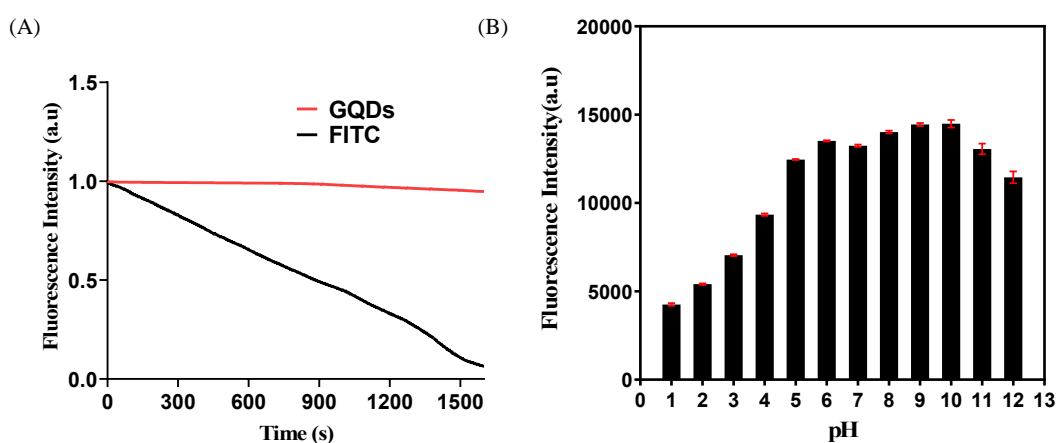 (A)
Fluorescence Intensity (a.u)
1.5
1.0
0.5
0.0
GQDs
FITC
0 300 600 900 1200 1500
Time (s)
(B)
Fluorescence Intensity(a.u)
20000
15000
10000
5000
0
0 1 2 3 4 5 6 7 8 9 10 11 12 13
pH